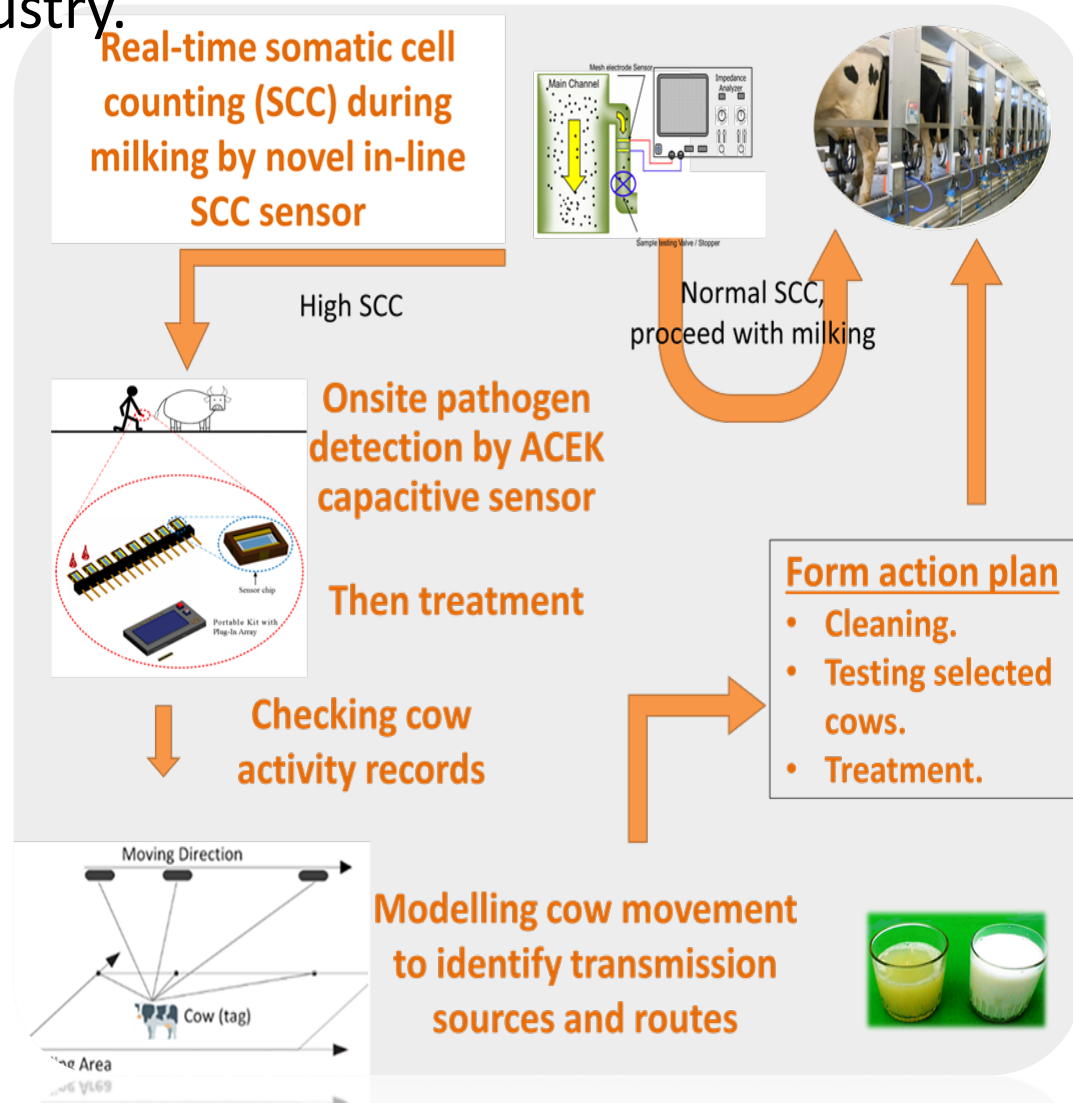 ustry.
Real-time somatic cell
counting (SCC) during
milking by novel in-line
SCC sensor
Mesh electrode Sensor
Main Channel
Impedance
Analyzer
Sample testing Valve / Stopper
High SCC
Normal SCC,
proceed with milking
Onsite pathogen
detection by ACEK
capacitive sensor
Then treatment
Sensor chip
Portable Kit with
Plug-In Array
Form action plan
• Cleaning.
• Testing selected
cows.
• Treatment.
Checking cow
activity records
Moving Direction
Cow (tag)
Area
Modelling cow movement
to identify transmission
sources and routes